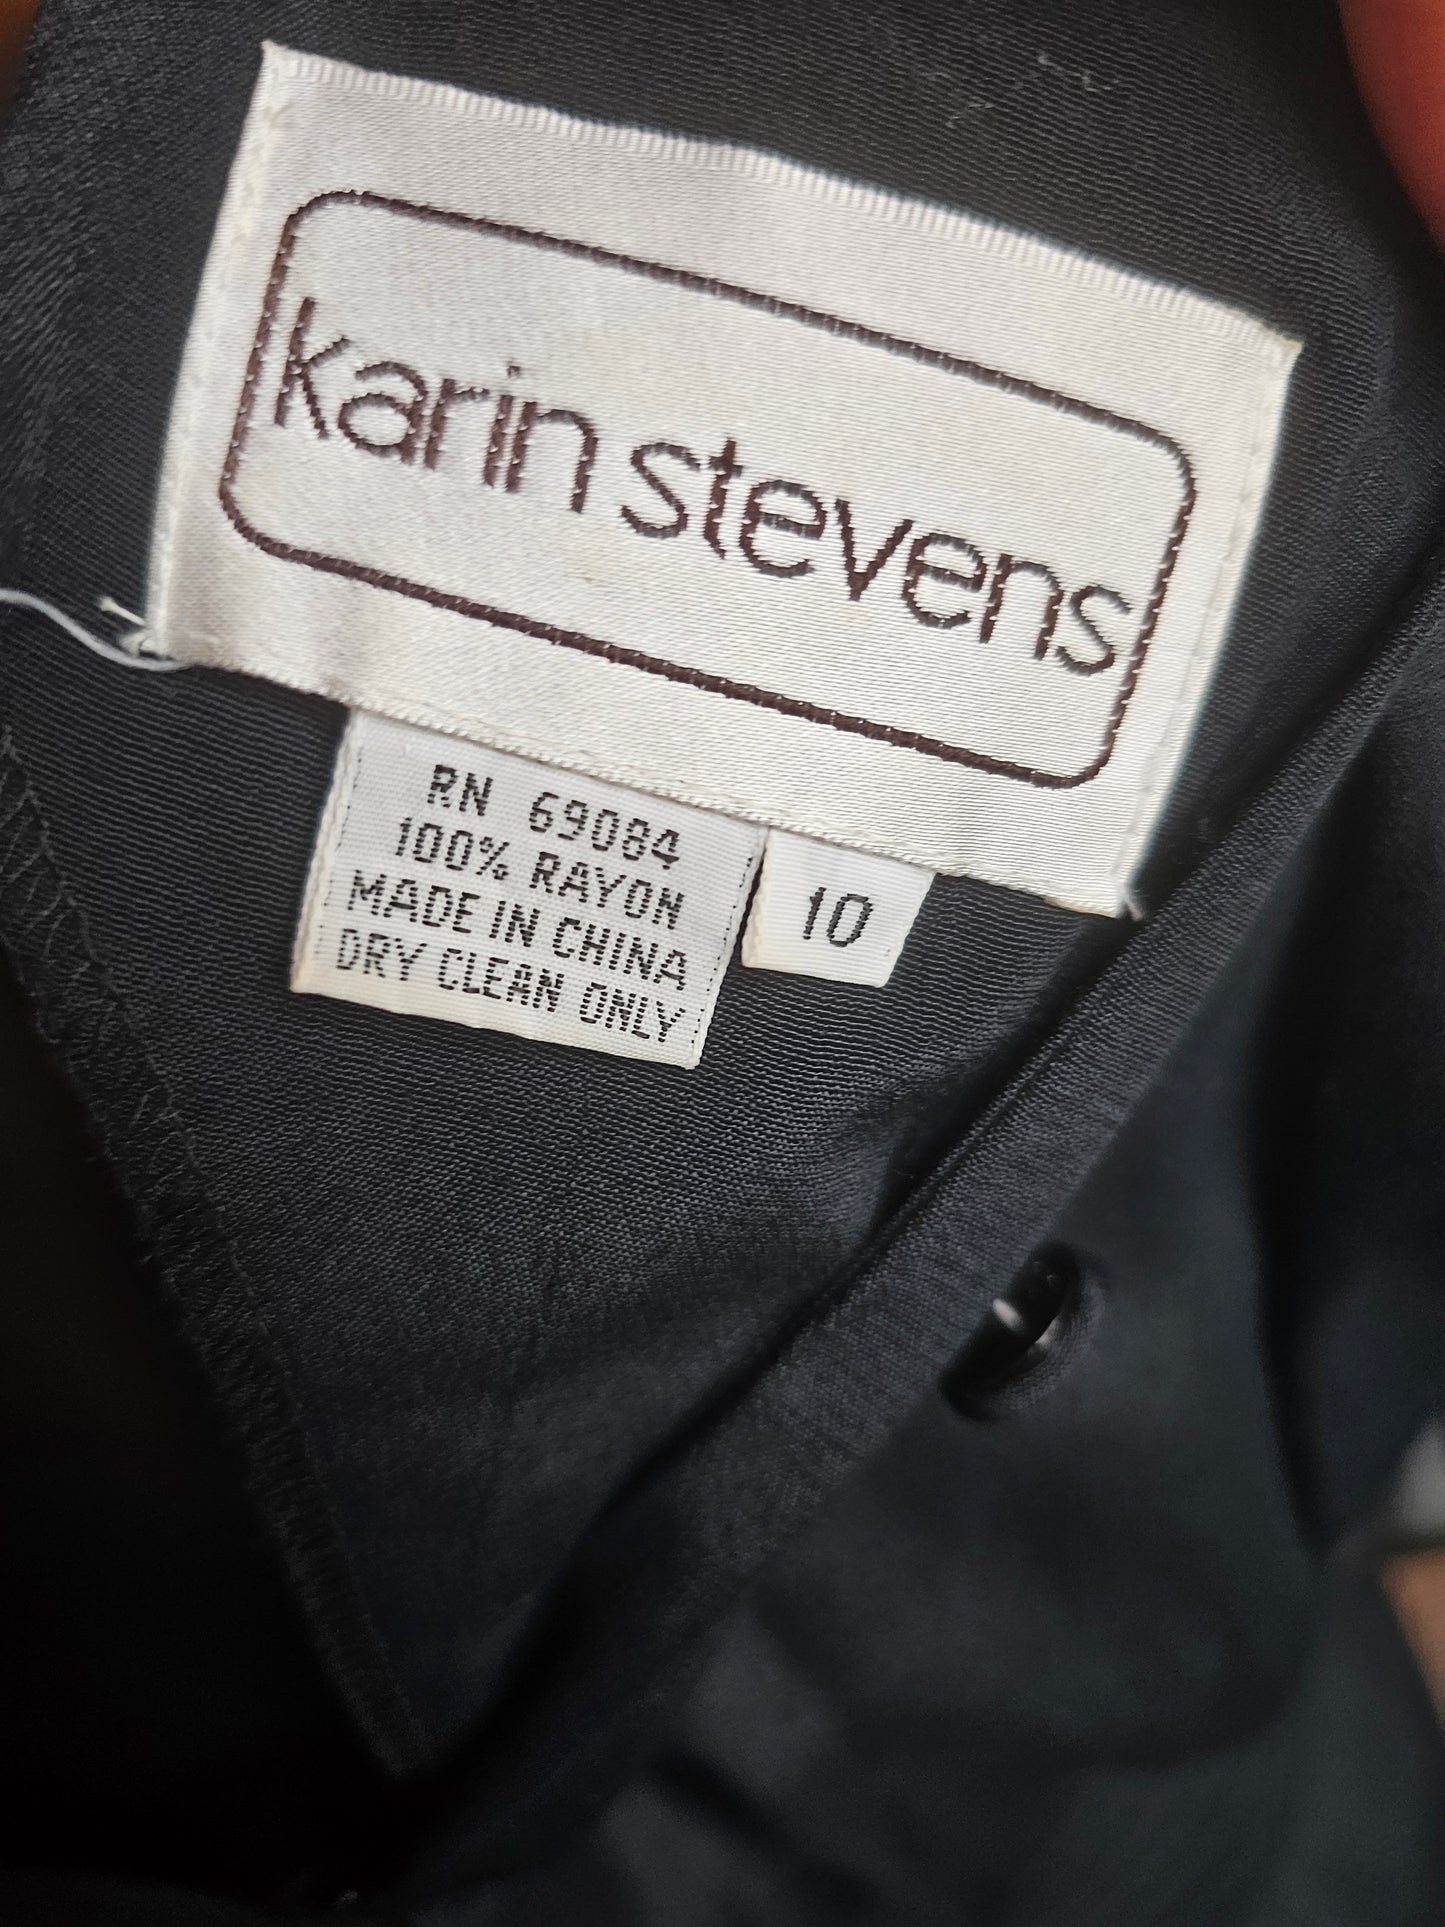 karin stevens
RN 69084
100% RAYON
MADE IN CHINA
DRY CLEAN ONLY
10